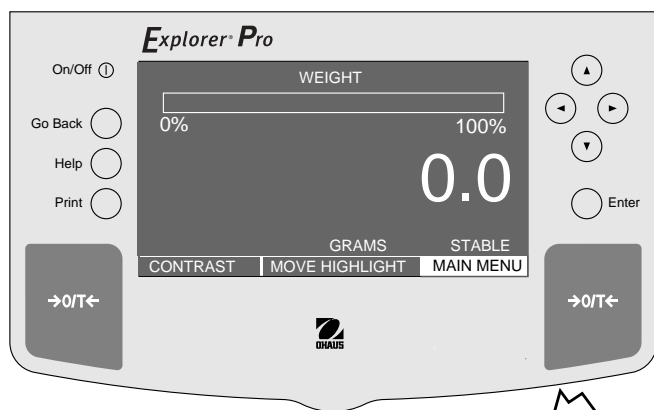 Explorer® Pro
On/Off
WEIGHT
Go Back
0% 100%
Help
0.0
Print
Enter
GRAMS STABLE
CONTRAST MOVE HIGHLIGHT MAIN MENU
→0/T← →0/T←
OHAUS